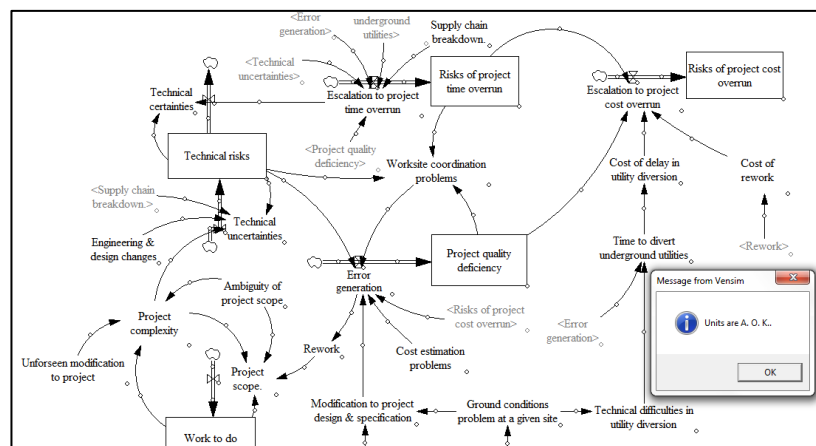 <Error
generation>
underground
utilities>
Supply chain
breakdown.
<Technical
uncertainties>
Technical
certainties
Escalation to project
time overrun
Risks of project
time overrun
Escalation to project
cost overrun
Risks of project cost
overrun
<Project quality
deficiency>
Technical risks
Worksite coordination
problems
Cost of delay in
utility diversion
Cost of
rework
<Supply chain
breakdown.>
Engineering &
design changes
Technical
uncertainties
Time to divert
underground utilities
<Rework>
Project quality
deficiency
Error
generation
Ambiguity of
project scope
Project
complexity
<Risks of project
cost overrun>
<Error
generation>
Message from Vensim
Units are A. O. K..
OK
Unforseen modification
to project
Project
scope.
Rework
Cost estimation
problems
Modification to project
design & specification
Ground conditions
problem at a given site
Technical difficulties in
utility diversion
Work to do